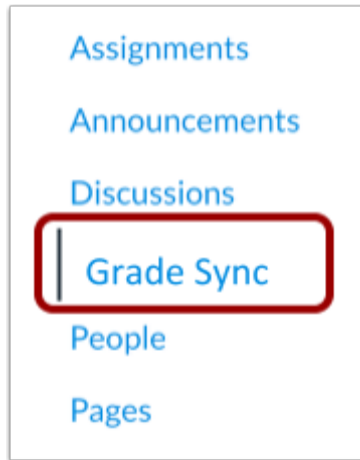 Assignments
Announcements
Discussions
Grade Sync
People
Pages